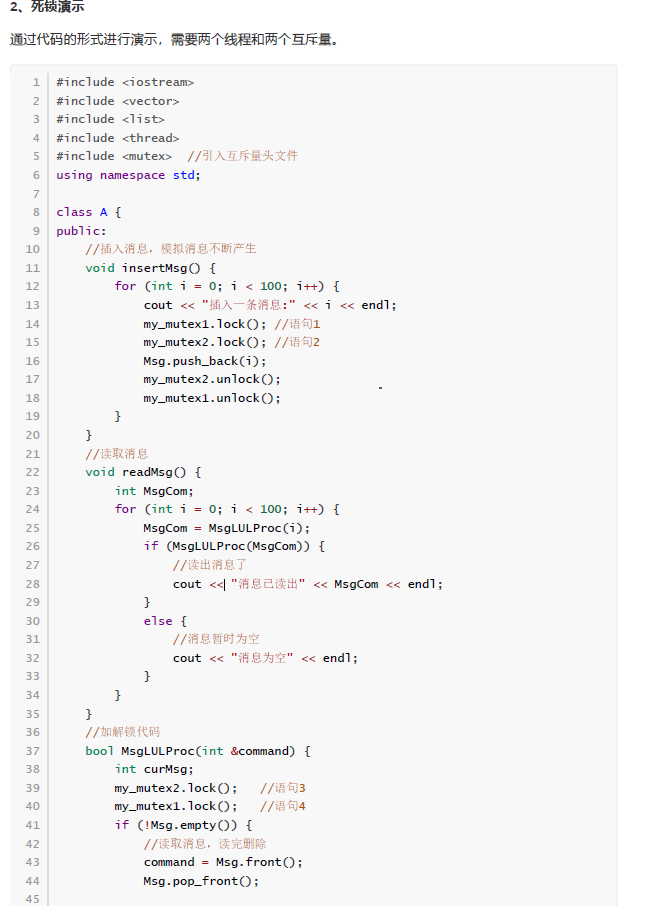 2、死锁演示
通过代码的形式进行演示，需要两个线程和两个互斥量。
1 #include <iostream>
2 #include <vector>
3 #include <list>
4 #include <thread>
5 #include <mutex>  //引入互斥量头文件
6 using namespace std;
7
8 class A {
9 public:
10     //插入消息，模拟消息不断产生
11     void insertMsg() {
12         for (int i = 0; i < 100; i++) {
13             cout << "插入一条消息:" << i << endl;
14             my_mutex1.lock(); //语句1
15             my_mutex2.lock(); //语句2
16             Msg.push_back(i);
17             my_mutex2.unlock();
18             my_mutex1.unlock();
19         }
20     }
21     //读取消息
22     void readMsg() {
23         int MsgCom;
24         for (int i = 0; i < 100; i++) {
25             MsgCom = MsgLULProc(i);
26             if (MsgLULProc(MsgCom)) {
27                 //读出消息了
28                 cout << "消息已读出" << MsgCom << endl;
29             }
30             else {
31                 //消息暂时为空
32                 cout << "消息为空" << endl;
33             }
34         }
35     }
36     //加解锁代码
37     bool MsgLULProc(int &command) {
38         int curMsg;
39         my_mutex2.lock();   //语句3
40         my_mutex1.lock();   //语句4
41         if (!Msg.empty()) {
42             //读取消息，读完删除
43             command = Msg.front();
44             Msg.pop_front();
45